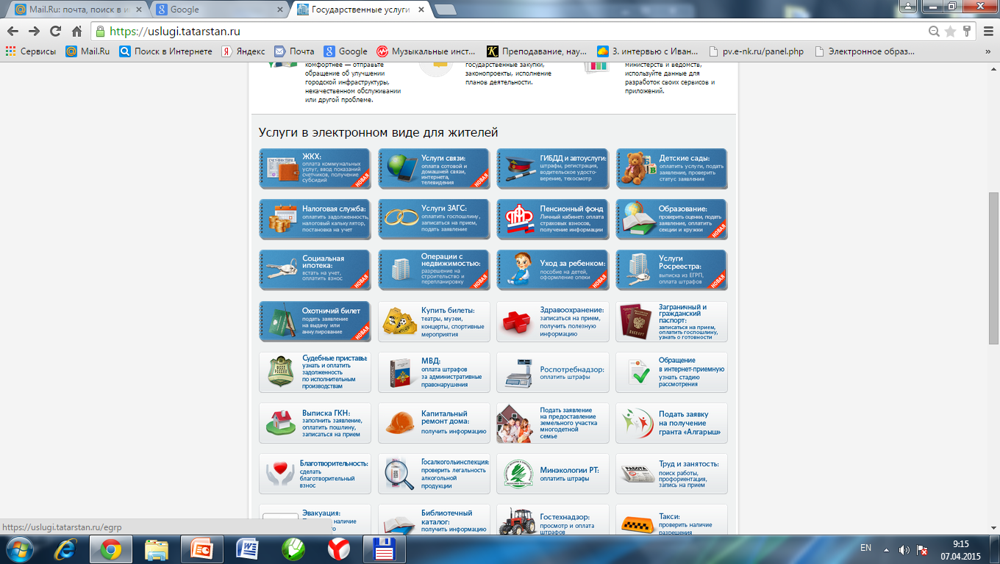 Mail.Ru: почта, поиск в и
Google
Государственные услуги
https://uslugi.tatarstan.ru
Сервисы
Mail.Ru
Поиск в Интернете
Яндекс
Почта
Google
Музыкальные инст...
Преподавание, нау...
3. интервью с Иван...
pv.e-nk.ru/panel.php
Электронное образ...
»
комфортнее — отправьте
обращение об улучшении
городской инфраструктуры,
некачественном обслуживании
или другой проблеме.
государственные закупки,
законопроекты, исполнение
планов деятельности.
министерств и ведомств,
используйте данные для
разработок своих сервисов и
приложений.
Услуги в электронном виде для жителей
ЖКХ:
оплата коммунальных
услуг, ввод показаний
счетчиков, получение
субсидий
НОВАЯ
Услуги связи:
оплата сотовой и
домашней связи,
интернета,
телевидения
НОВАЯ
ГИБДД и автоуслуги:
штрафы, регистрация,
водительское удосто-
верение, техосмотр
Детские сады:
оплатить услуги, подать
заявление, проверить
статус заявления
Налоговая служба:
оплатить задолженность,
налоговый калькулятор,
постановка на учет
Услуги ЗАГС:
оплатить госпошлину,
записаться на прием,
подать заявление
Пенсионный фонд
Личный кабинет: оплата
страховых взносов,
получение информации
Образование:
проверить оценки, подать
заявление, оплатить
секции и кружки
НОВАЯ
Социальная
ипотека:
встать на учет,
оплатить взнос
НОВАЯ
Операции с
недвижимостью:
разрешение на
строительство и
перепланировку
НОВАЯ
Уход за ребенком:
пособие на детей,
оформление опеки
НОВАЯ
Услуги
Росреестра:
выписка из ЕГРП,
оплата штрафов
НОВАЯ
Охотничий билет
подать заявление
на выдачу или
аннулирование
НОВАЯ
Купить билеты:
театры, музеи,
концерты, спортивные
мероприятия
Здравоохранение:
записаться на прием,
получить полезную
информацию
Заграничный и
гражданский
паспорт:
записаться на прием,
оплатить госпошлину,
узнать о готовности
Судебные приставы:
узнать и оплатить
задолженность
по исполнительным
производствам
МВД:
оплата штрафов
за административные
правонарушения
Роспотребнадзор:
оплатить штрафы
Обращение
в интернет-приемную
узнать стадию
рассмотрения
Выписка ГКН:
заполнить заявление,
оплатить пошлину,
записаться на прием
Капитальный
ремонт дома:
получить информацию
Подать заявление
на предоставление
земельного участка
многодетной
семье
Подать заявку
на получение
гранта «Алгарыш»
Благотворительность:
сделать
благотворительный
взнос
Госалкогольинспекция:
проверить легальность
алкогольной
продукции
Минэкологии РТ:
оплатить штрафы
РАБОТА
Труд и занятость:
поиск работы,
профориентация,
запись на прием
Эвакуация:
наличие
Библиотечный
каталог:
получить информацию
Гостехнадзор:
просмотр и оплата
штрафов
Такси:
проверить наличие
разрешения
https://uslugi.tatarstan.ru/egrp
EN
9:15
07.04.2015